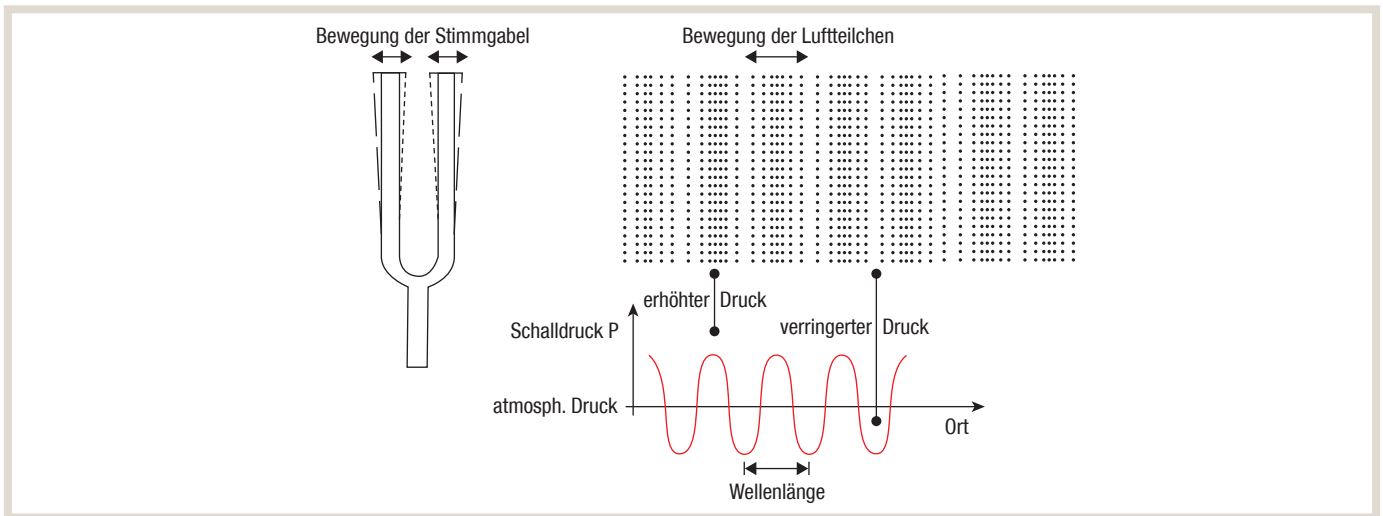 Bewegung der Stimmgabel
Bewegung der Luftteilchen
erhöhter Druck
Schalldruck P
verringerter Druck
atmosph. Druck
Ort
Wellenlänge